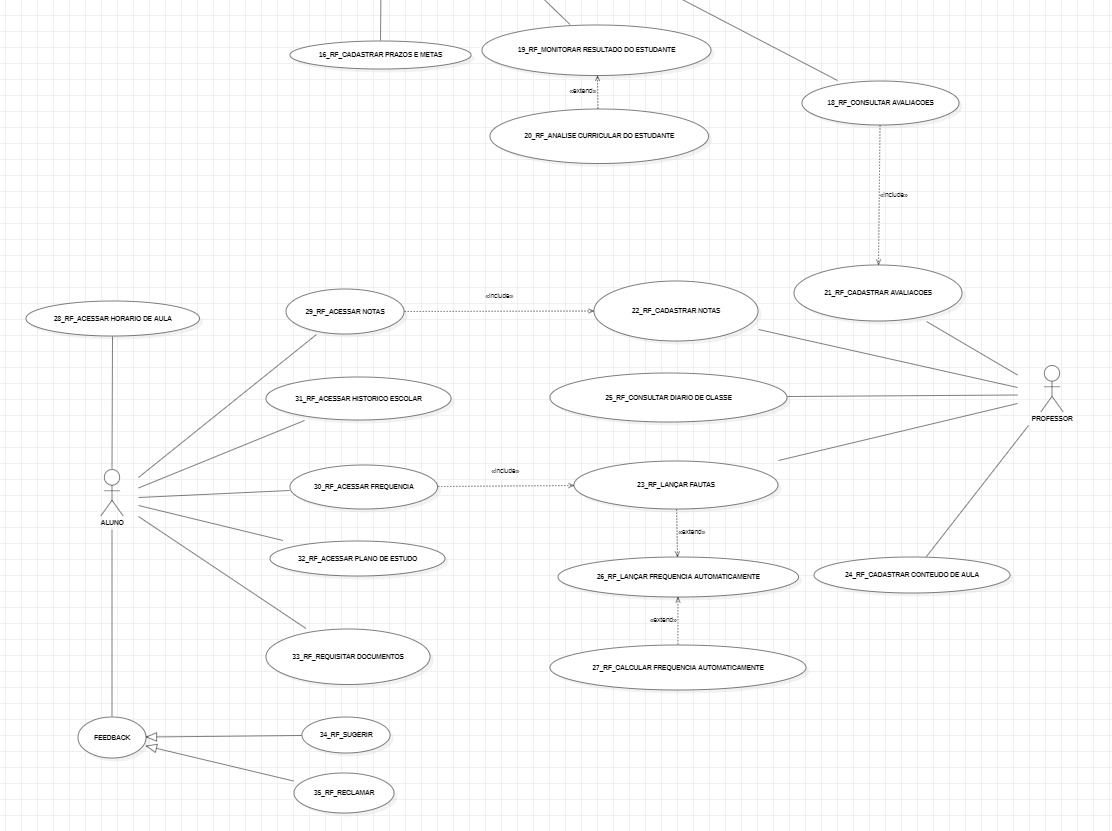 19_RF_MONITORAR RESULTADO DO ESTUDANTE
16_RF_CADASTRAR PRAZOS E METAS
«extend»
18_RF_CONSULTAR AVALIACOES
20_RF_ANALISE CURRICULAR DO ESTUDANTE
«include»
21_RF_CADASTRAR AVALIACOES
«include»
28_RF_ACESSAR HORARIO DE AULA
29_RF_ACESSAR NOTAS
22_RF_CADASTRAR NOTAS
31_RF_ACESSAR HISTORICO ESCOLAR
25_RF_CONSULTAR DIARIO DE CLASSE
PROFESSOR
«include»
30_RF_ACESSAR FREQUENCIA
23_RF_LANÇAR FAUTAS
ALUNO
«extend»
32_RF_ACESSAR PLANO DE ESTUDO
26_RF_LANÇAR FREQUENCIA AUTOMATICAMENTE
24_RF_CADASTRAR CONTEUDO DE AULA
«extend»
33_RF_REQUISITAR DOCUMENTOS
27_RF_CALCULAR FREQUENCIA AUTOMATICAMENTE
FEEDBACK
34_RF_SUGERIR
35_RF_RECLAMAR